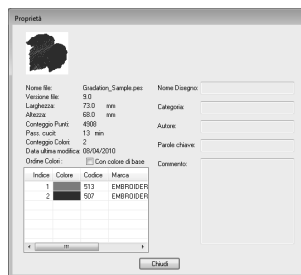 Proprietà
Nome file: Gradation_Sample.pes
Versione file: 9.0
Larghezza: 73.0 mm
Altezza: 68.0 mm
Conteggio Punti: 4908
Pass. cucit: 13 min
Conteggio Colori: 2
Data ultima modifica: 08/04/2010
Ordine Colori: Con colore di base
Indice Colore Codice Marca
1 513 EMBROIDER
2 507 EMBROIDER
Nome Disegno:
Categoria:
Autore:
Parole chiave:
Commento:
Chiudi